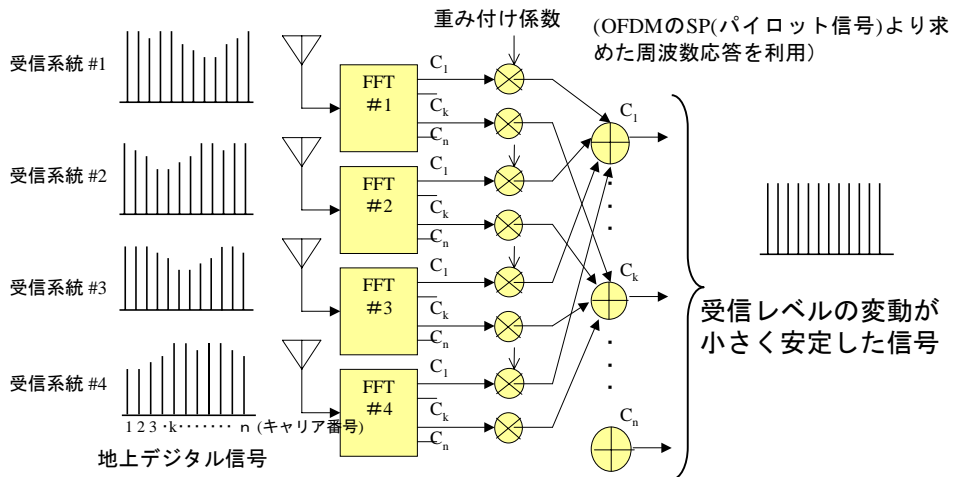 重み付け係数
(OFDMのSP(パイロット信号)より求
めた周波数応答を利用)
受信系統 #1
FFT
#1
C1
Ck
Cn
受信系統 #2
FFT
#2
C1
Ck
Cn
受信系統 #3
FFT
#3
C1
Ck
Cn
受信系統 #4
FFT
#4
C1
Ck
Cn
1 2 3 ·k······· n (キャリア番号)
地上デジタル信号
C1
Ck
Cn
受信レベルの変動が
小さく安定した信号